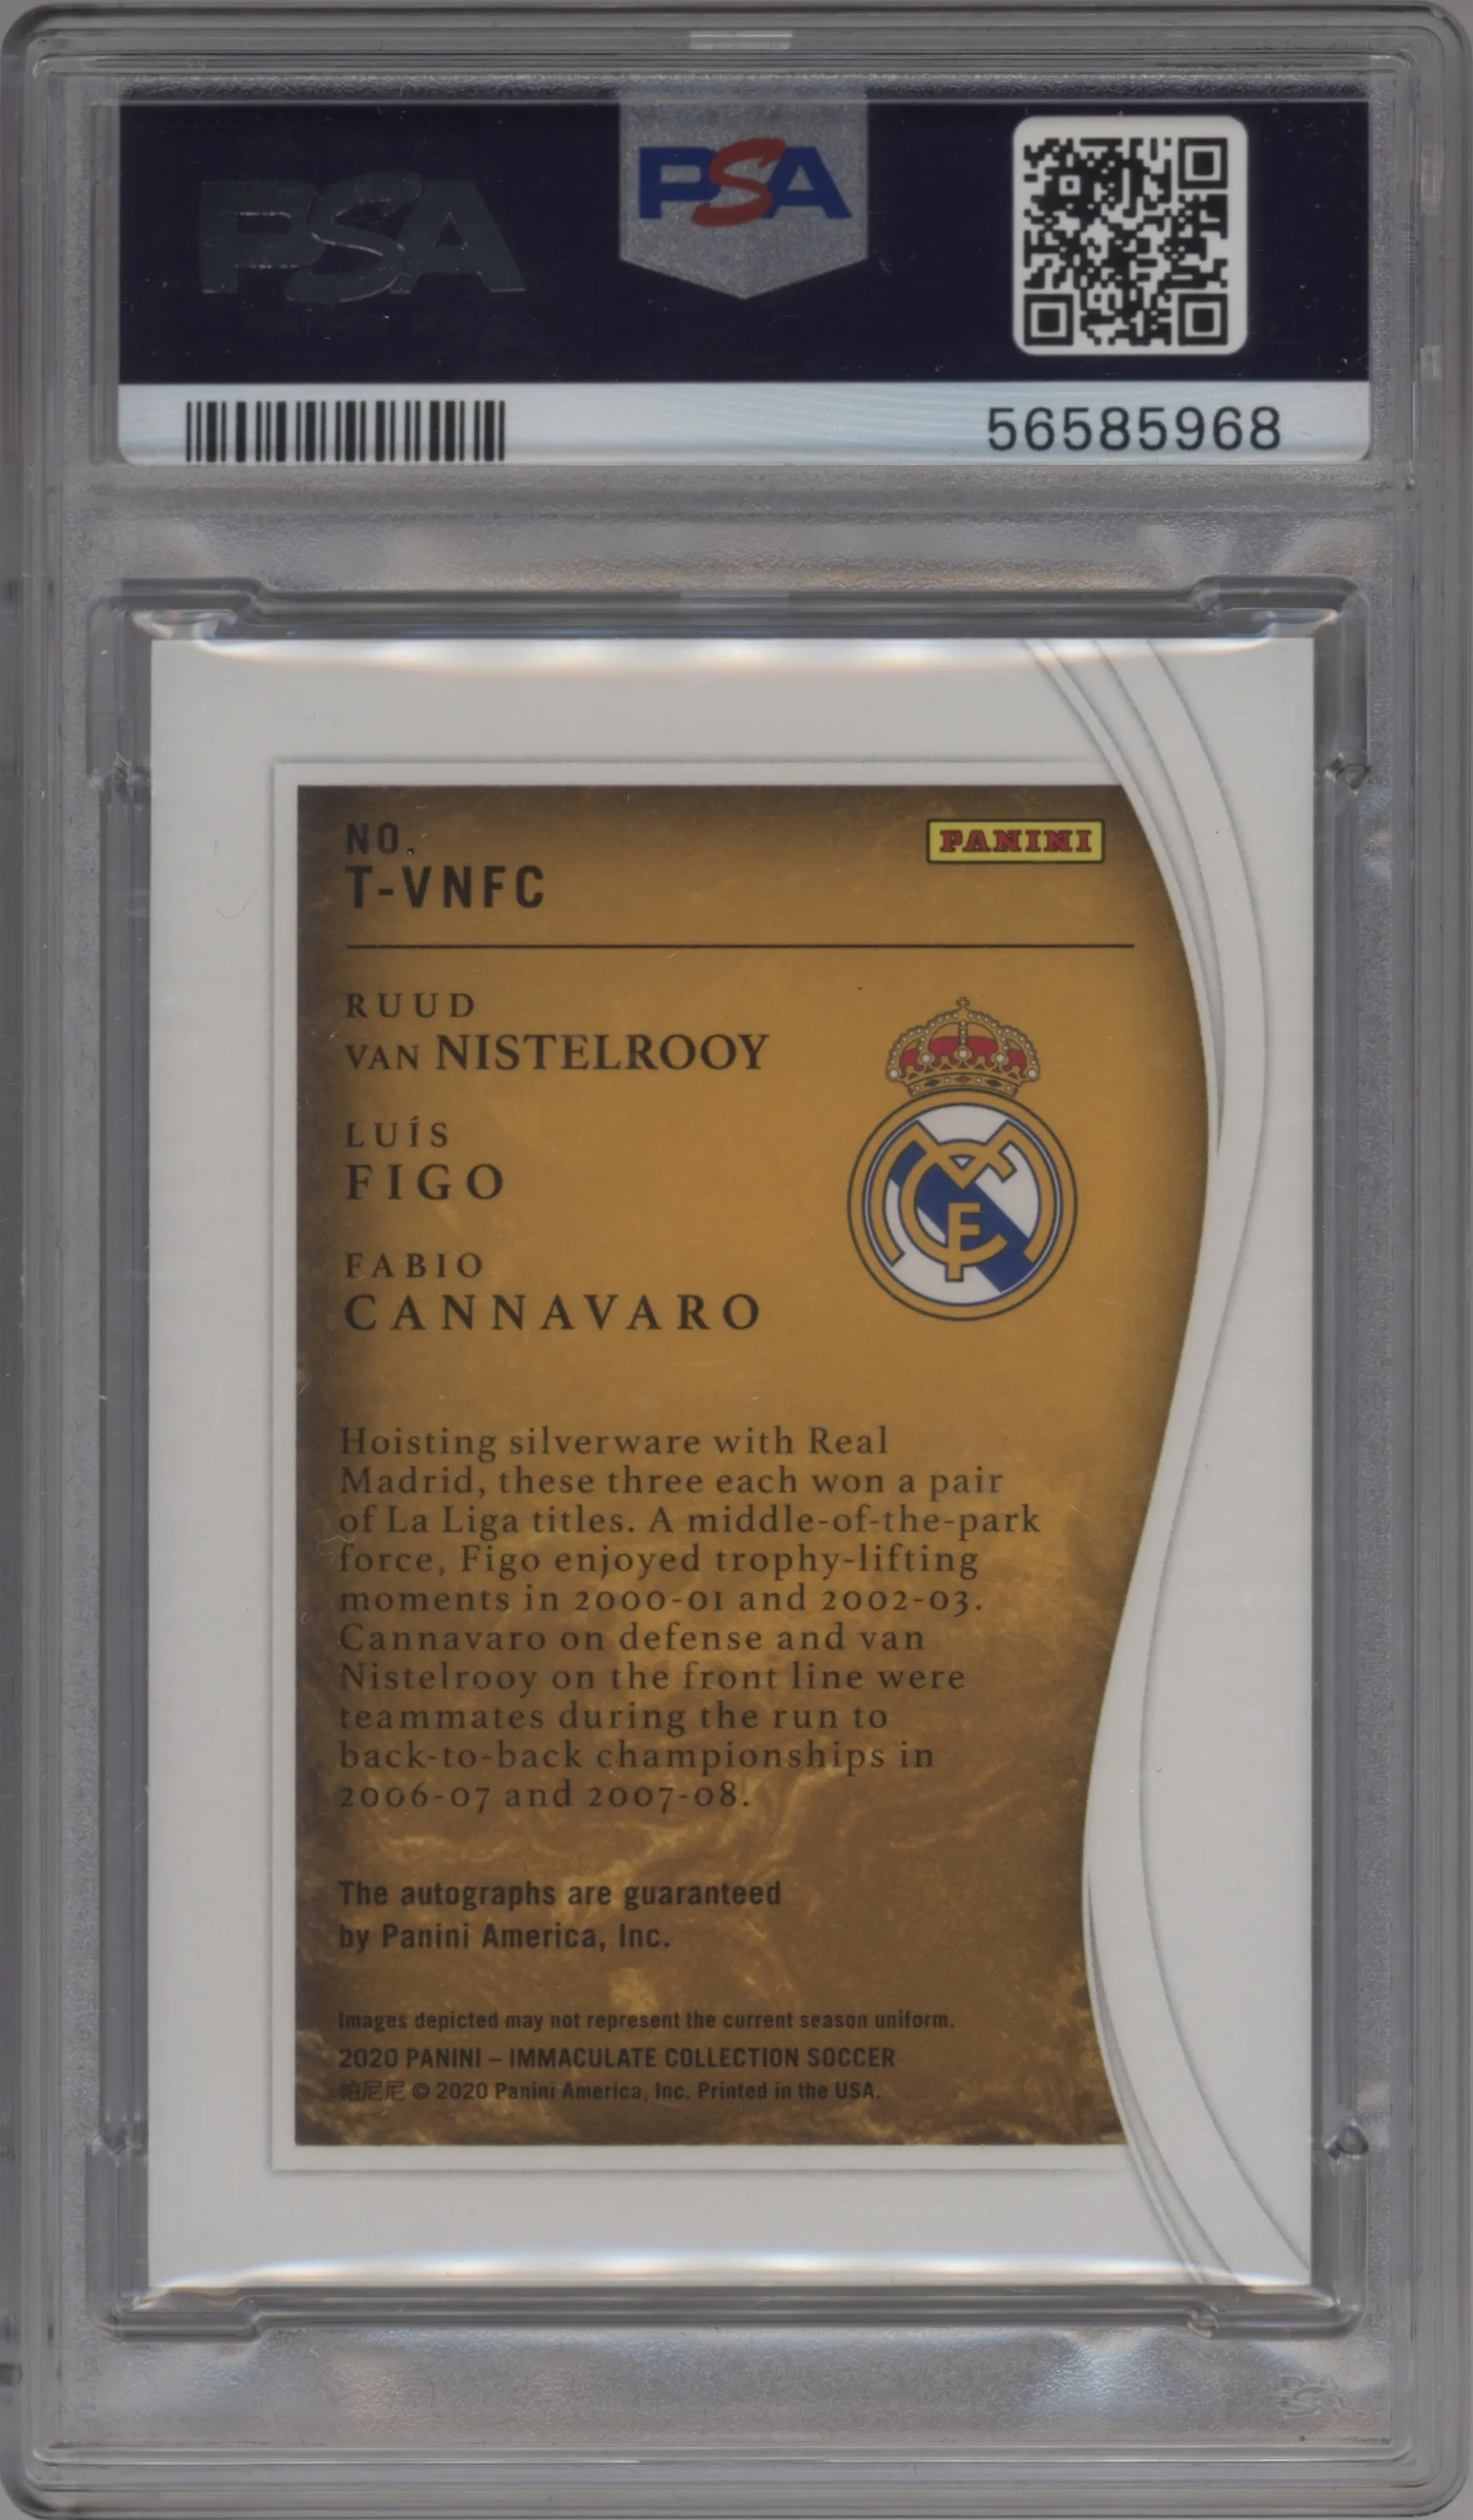 PSA
PSA
56585968
NO.
T-VNFC
PANINI
RUUD
VAN NISTELROOY
LUÍS
FIGO
FABIO
CANNAVARO
Hoisting silverware with Real
Madrid, these three each won a pair
of La Liga titles. A middle-of-the-park
force, Figo enjoyed trophy-lifting
moments in 2000-01 and 2002-03.
Cannavaro on defense and van
Nistelrooy on the front line were
teammates during the run to
back-to-back championships in
2006-07 and 2007-08.
The autographs are guaranteed
by Panini America, Inc.
Images depicted may not represent the current season uniform.
2020 PANINI – IMMACULATE COLLECTION SOCCER
帕尼尼 © 2020 Panini America, Inc. Printed in the USA.
PSA